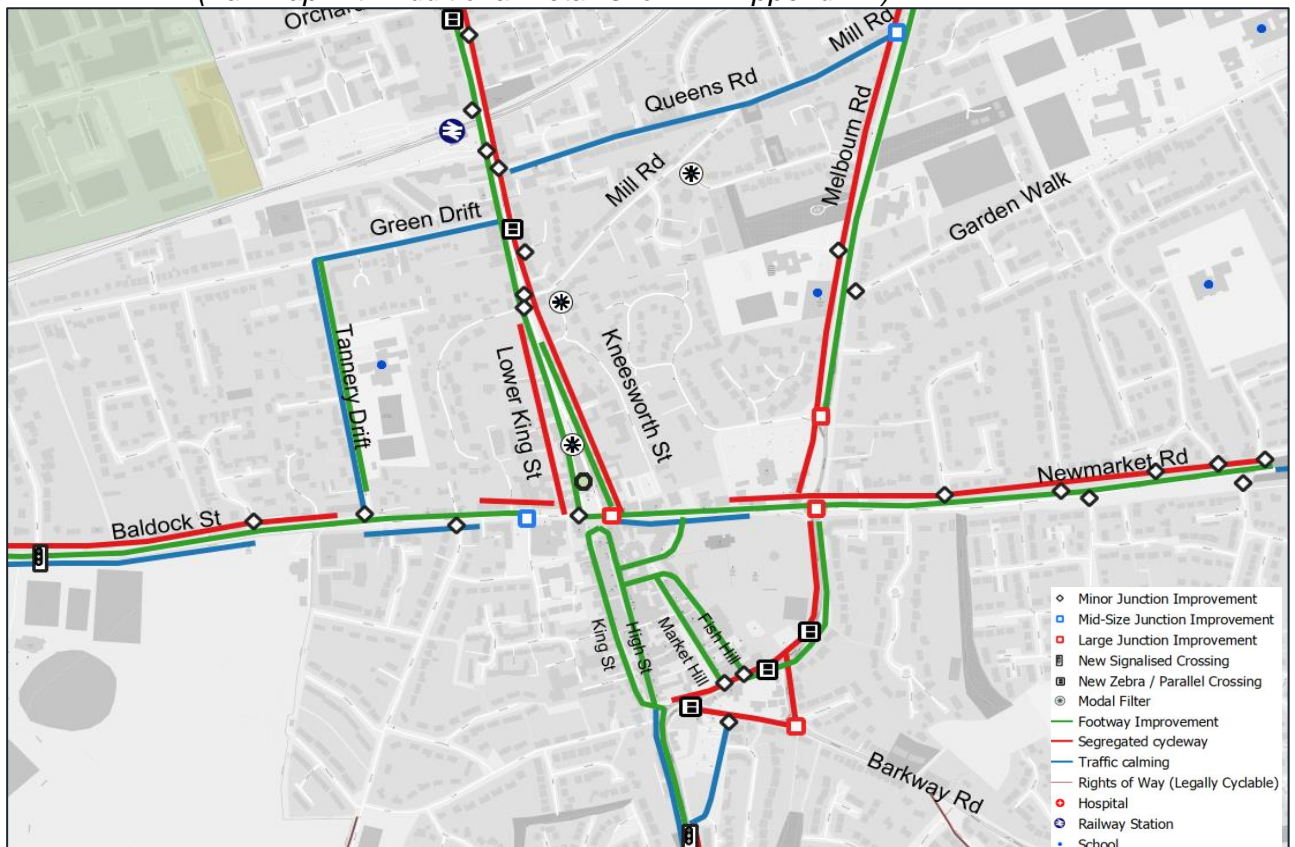 Orchar
Mill Rd
Queens Rd
Melbourn Rd
Mill Rd
Garden Walk
Green Drift
Tannery Drift
Lower King St
Kneesworth St
Newmarket Rd
Baldock St
King St
High St
Market Hill
Fish Hill
Barkway Rd
Minor Junction Improvement
Mid-Size Junction Improvement
Large Junction Improvement
New Signalised Crossing
New Zebra / Parallel Crossing
Modal Filter
Footway Improvement
Segregated cycleway
Traffic calming
Rights of Way (Legally Cyclable)
Hospital
Railway Station
School